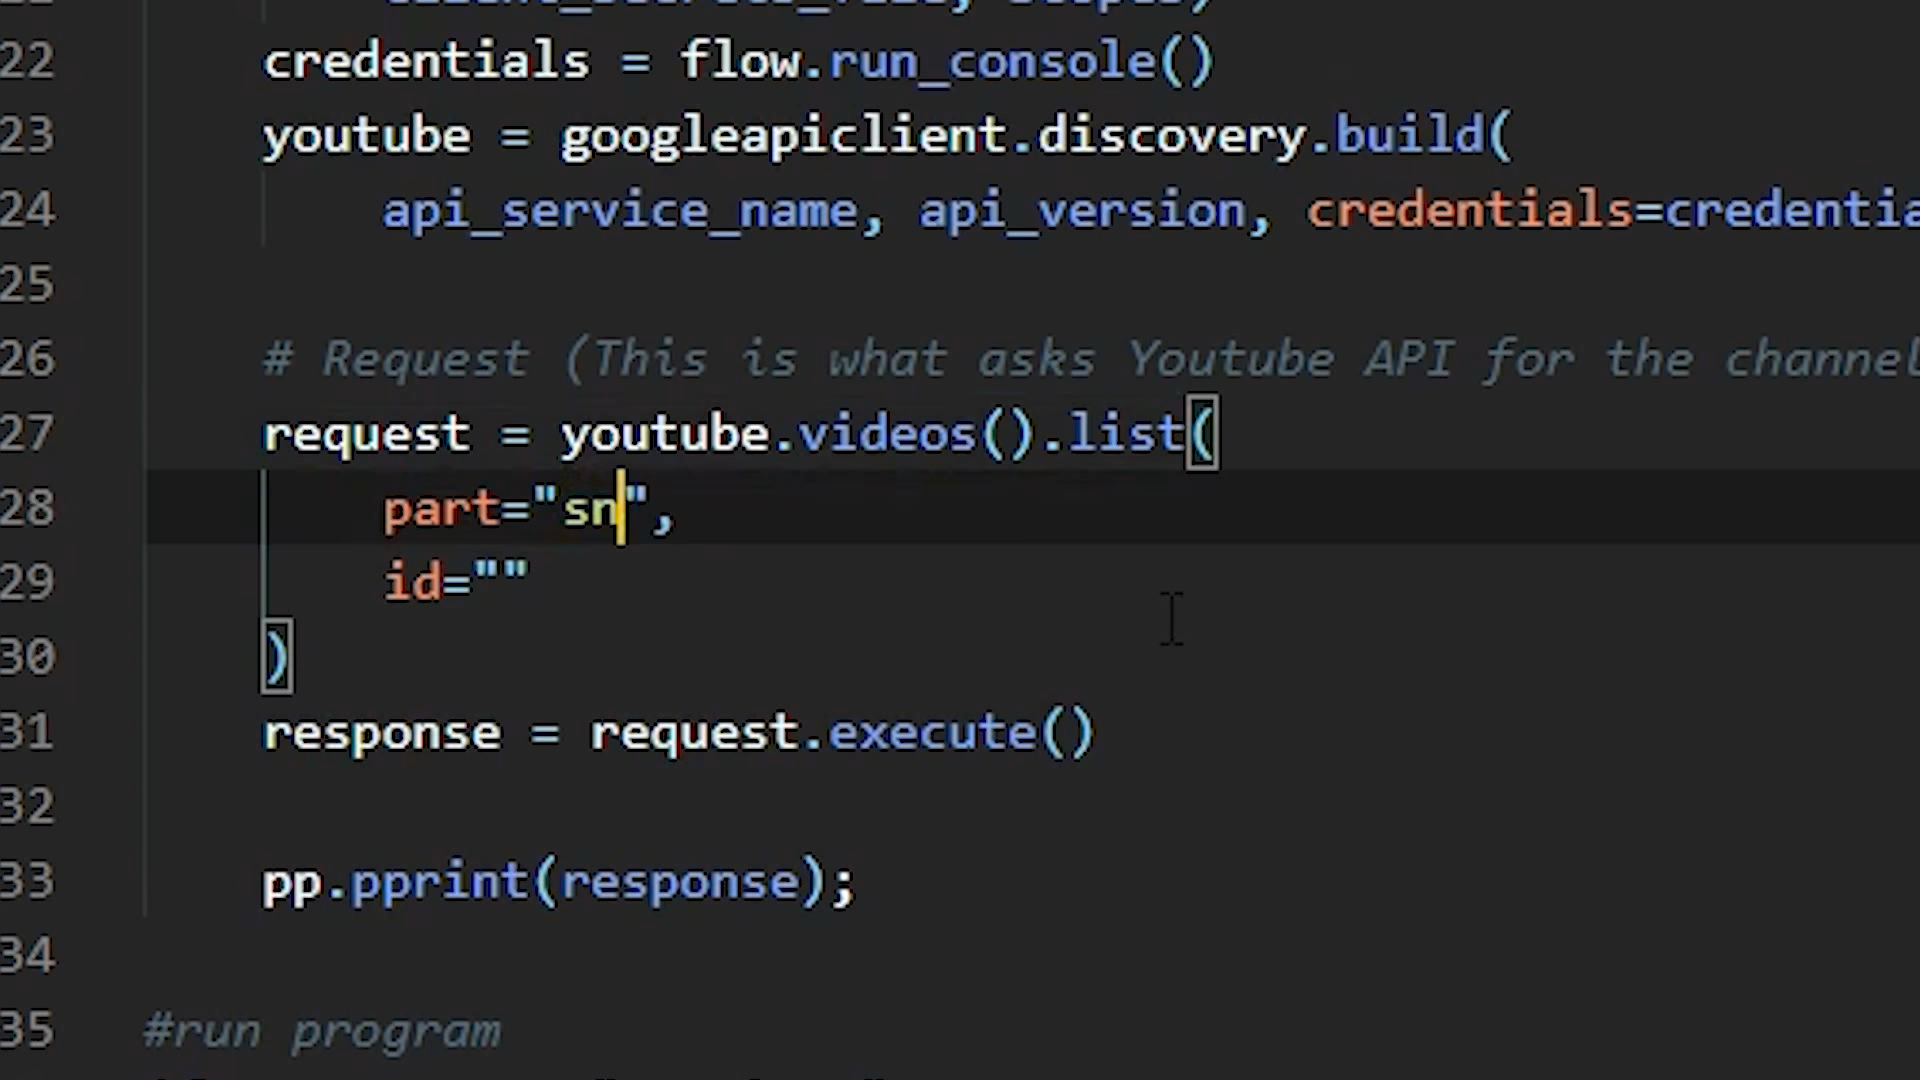 22 credentials = flow.run_console()
23 youtube = googleapiclient.discovery.build(
24 api_service_name, api_version, credentials=credentia
25
26 # Request (This is what asks Youtube API for the channel
27 request = youtube.videos().list(
28 part="sn",
29 id=""
30 )
31 response = request.execute()
32
33 pp.pprint(response);
34
35 #run program